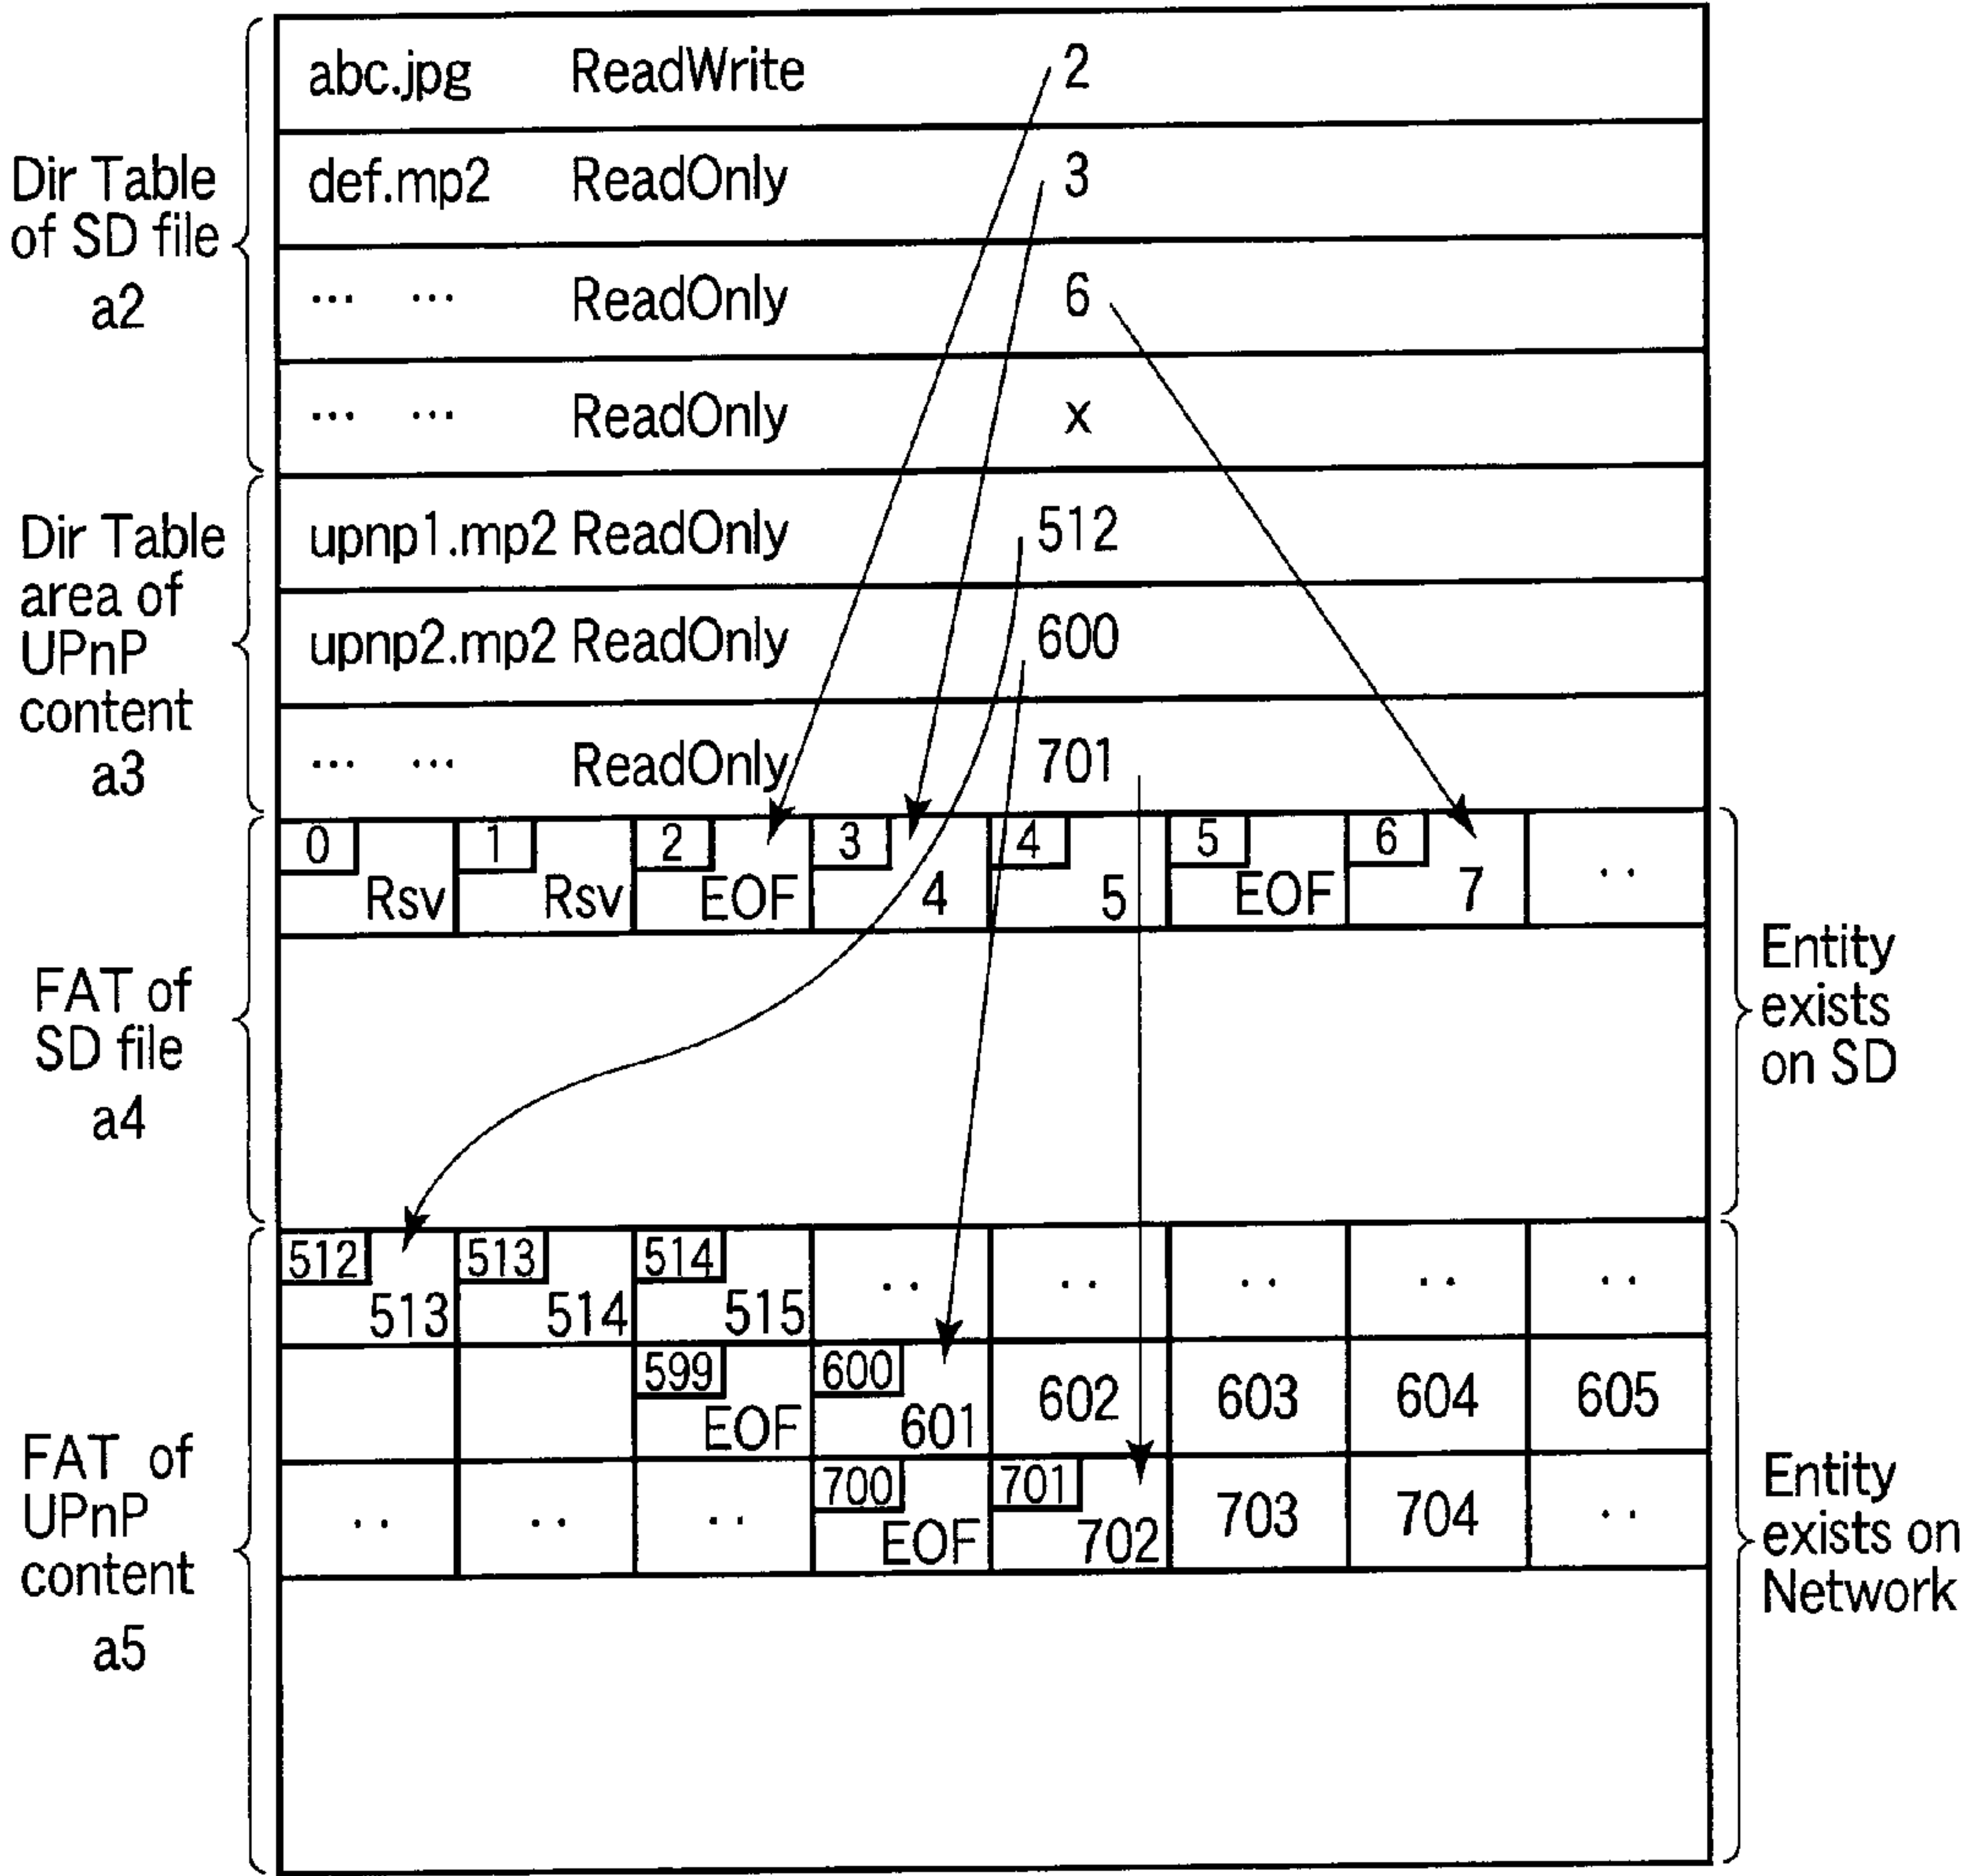 abc.jpg ReadWrite 2
def.mp2 ReadOnly 3
... ... ReadOnly 6
... ... ReadOnly x
Dir Table
of SD file
a2
upnp1.mp2 ReadOnly 512
upnp2.mp2 ReadOnly 600
... ... ReadOnly 701
Dir Table
area of
UPnP
content
a3
0 1 2 3 4 5 6
Rsv Rsv EOF 4 5 EOF 7 ..
FAT of
SD file
a4
Entity
exists
on SD
512 513 514
513 514 515 .. .. .. .. ..
599 600
EOF 601 602 603 604 605
700 701
.. .. .. EOF 702 703 704 ..
FAT of
UPnP
content
a5
Entity
exists on
Network